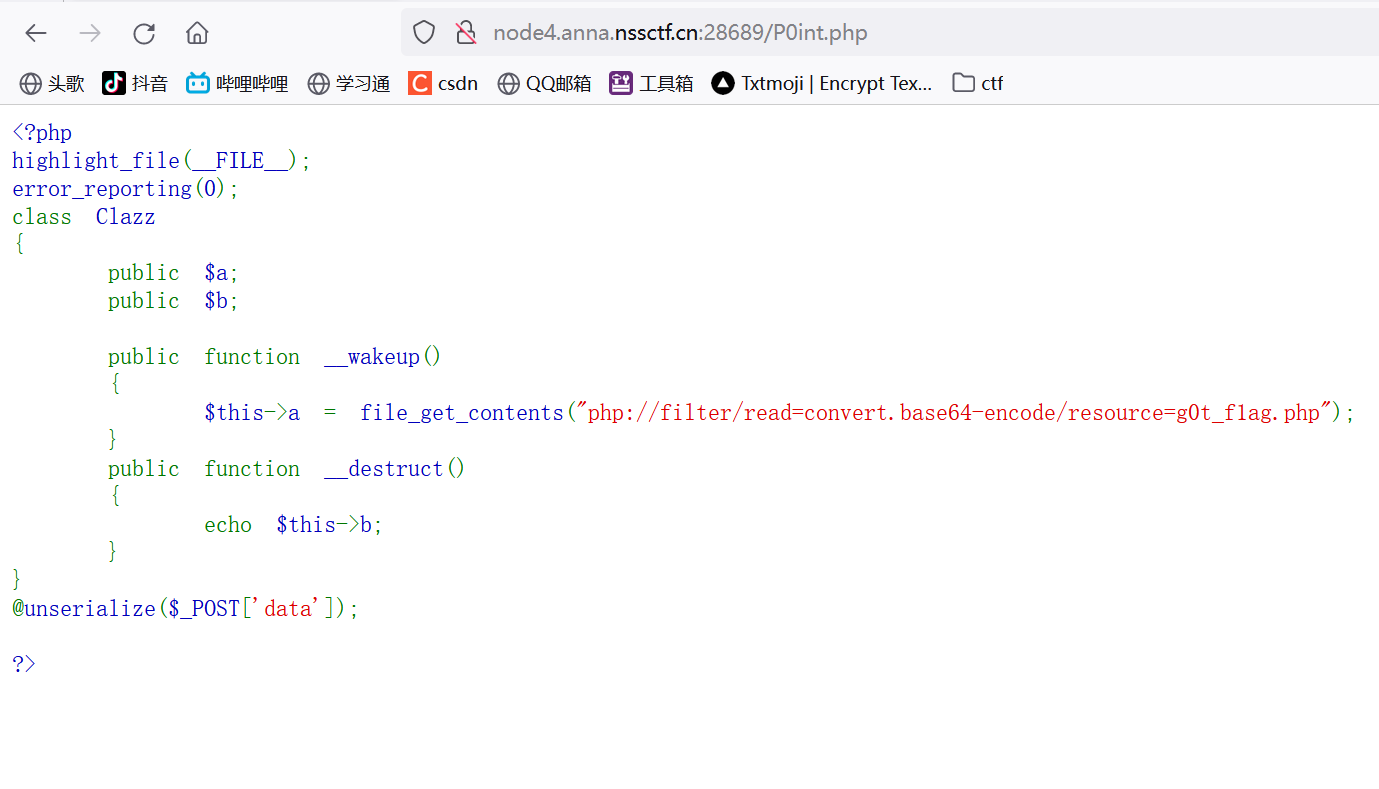 node4.anna.nssctf.cn:28689/P0int.php
头歌 抖音 哔哩哔哩 学习通 csdn QQ邮箱 工具箱 Txtmoji | Encrypt Tex... ctf
<?php
highlight_file(__FILE__);
error_reporting(0);
class Clazz
{
public $a;
public $b;
public function __wakeup()
{
$this->a = file_get_contents("php://filter/read=convert.base64-encode/resource=g0t_f1ag.php");
}
public function __destruct()
{
echo $this->b;
}
}
@unserialize($_POST['data']);
?>